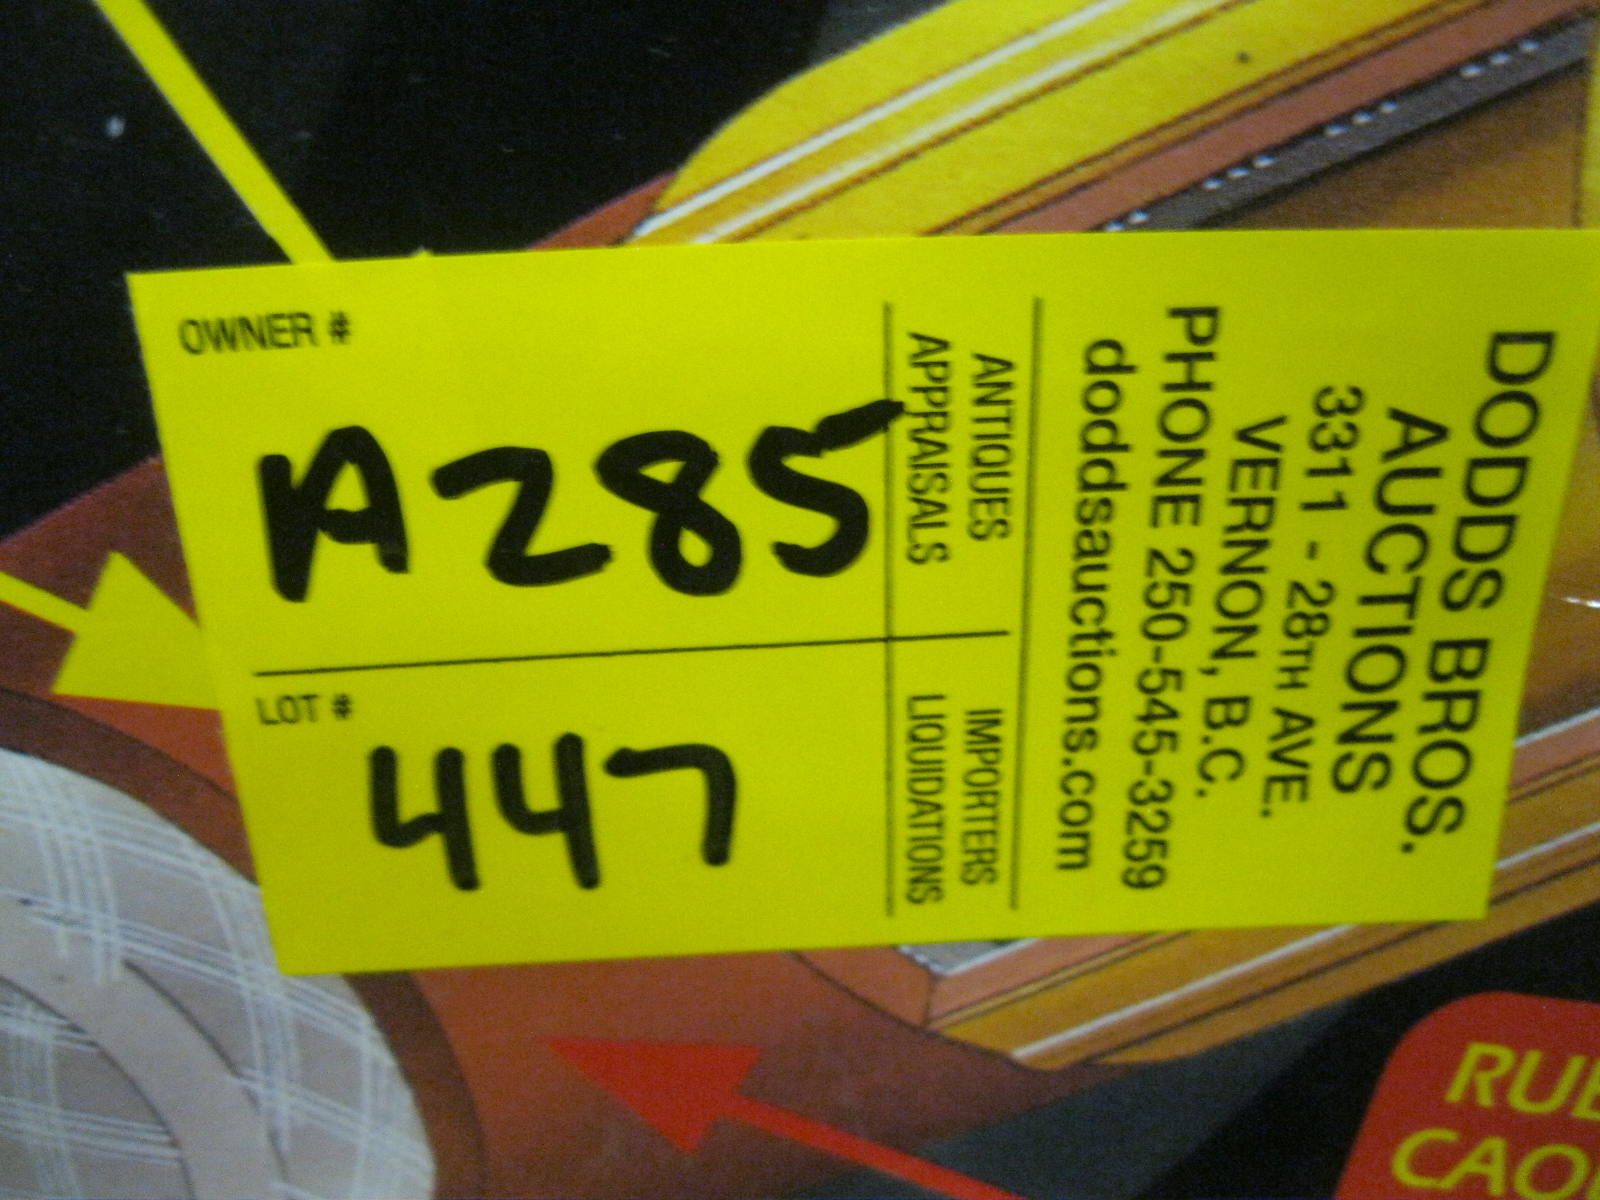 OWNER #
A285
LOT #
447
ANTIQUES
APPRAISALS
IMPORTERS
LIQUIDATIONS
DODDS BROS.
AUCTIONS
3311 - 28TH AVE.
VERNON, B.C.
PHONE 250-545-3259
doddsauctions.com